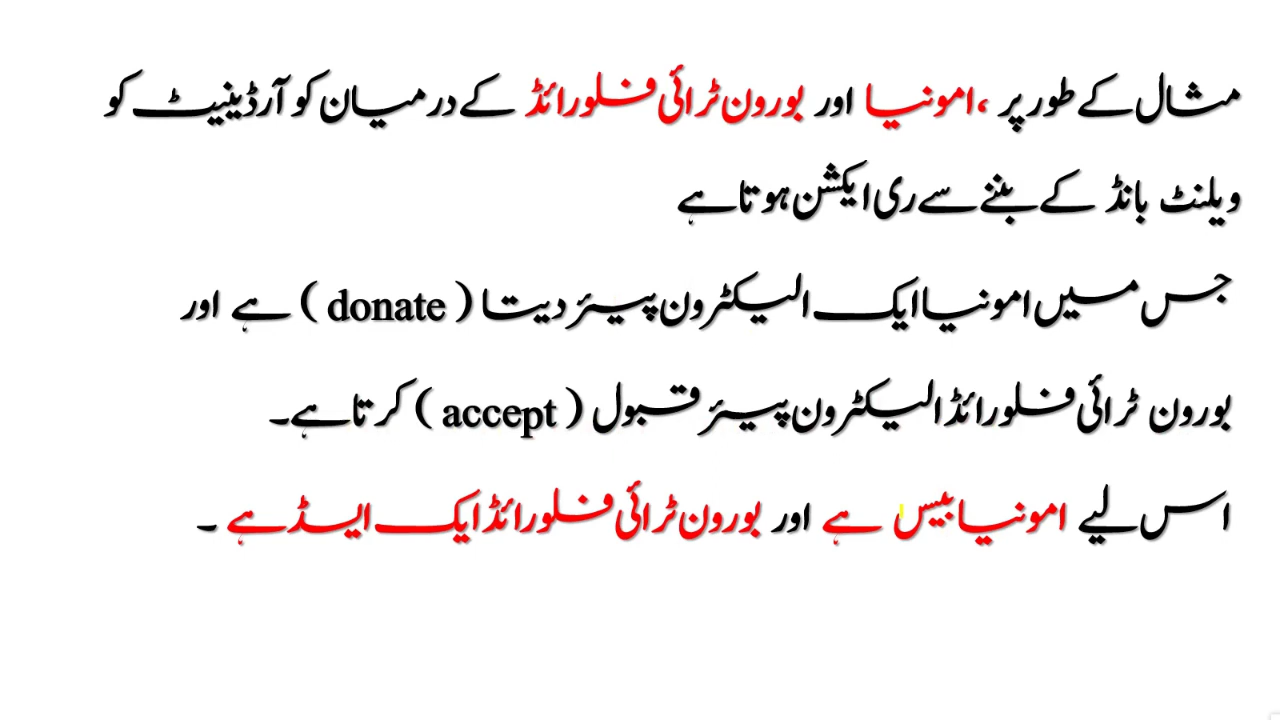 مثال کے طور پر ،امونیا اور بورون ٹرائی فلورائڈ کے درمیان کو آرڈینیٹ کو
ویلنٹ بانڈ کے بننے سے ری ایکشن ہوتا ہے
جس میں امونیا ایک الیکٹرون پیئر دیتا ( donate ) ہے اور
بورون ٹرائی فلورائڈ الیکٹرون پیئر قبول ( accept ) کرتا ہے۔
اس لیے امونیا بیس ہے اور بورون ٹرائی فلورائڈ ایک ایسڈ ہے ۔